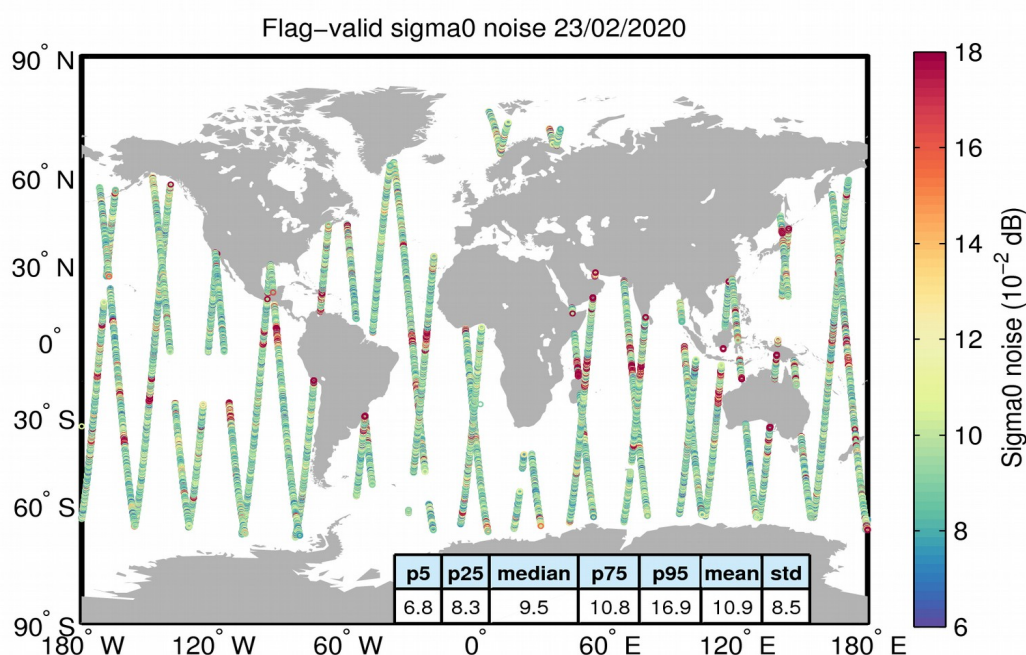 Flag−valid sigma0 noise 23/02/2020
90° N
60° N
30° N
0°
30° S
60° S
90° S
180° W
120° W
60° W
0°
60° E
120° E
180° E
p5 p25 median p75 p95 mean std
6.8 8.3 9.5 10.8 16.9 10.9 8.5
18
16
14
12
10
8
6
Sigma0 noise (10⁻² dB)